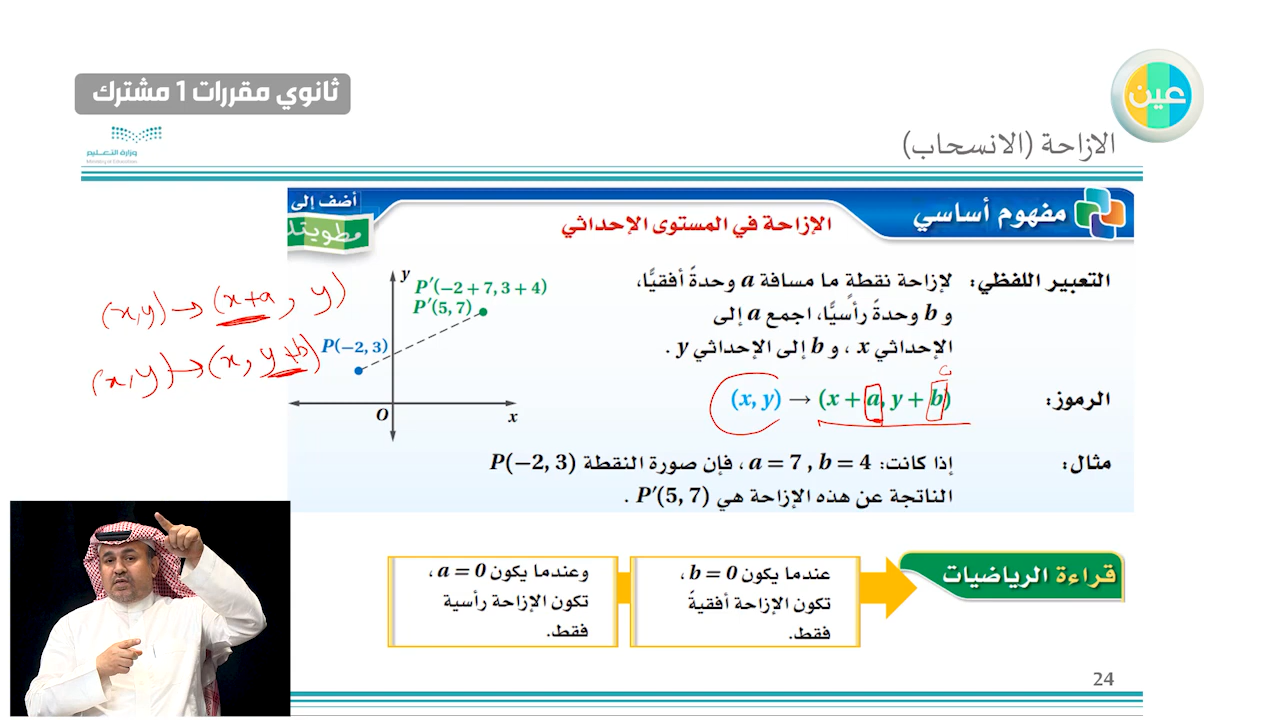 ثانوي مقررات 1 مشترك
عين
وزارة التعليم
Ministry of Education
الازاحة (الانسحاب)
مفهوم أساسي
الإزاحة في المستوى الإحداثي
أضف إلى
مطويتك
التعبير اللفظي: لإزاحة نقطة ما مسافة a وحدةً أفقيًّا،
و b وحدةً رأسيًّا، اجمع a إلى
الإحداثي x ، و b إلى الإحداثي y .
الرموز: (x, y) → (x + a, y + b)
مثال: إذا كانت: a = 7 , b = 4 ، فإن صورة النقطة P(−2, 3)
الناتجة عن هذه الإزاحة هي P′(5, 7) .
y
P′(−2 + 7, 3 + 4)
P′(5, 7)
P(−2, 3)
O
x
(x,y) → (x+a, y)
(x,y) → (x, y+b)
قراءة الرياضيات
عندما يكون b = 0 ،
تكون الإزاحة أفقيةً
فقط.
وعندما يكون a = 0 ،
تكون الإزاحة رأسية
فقط.
24